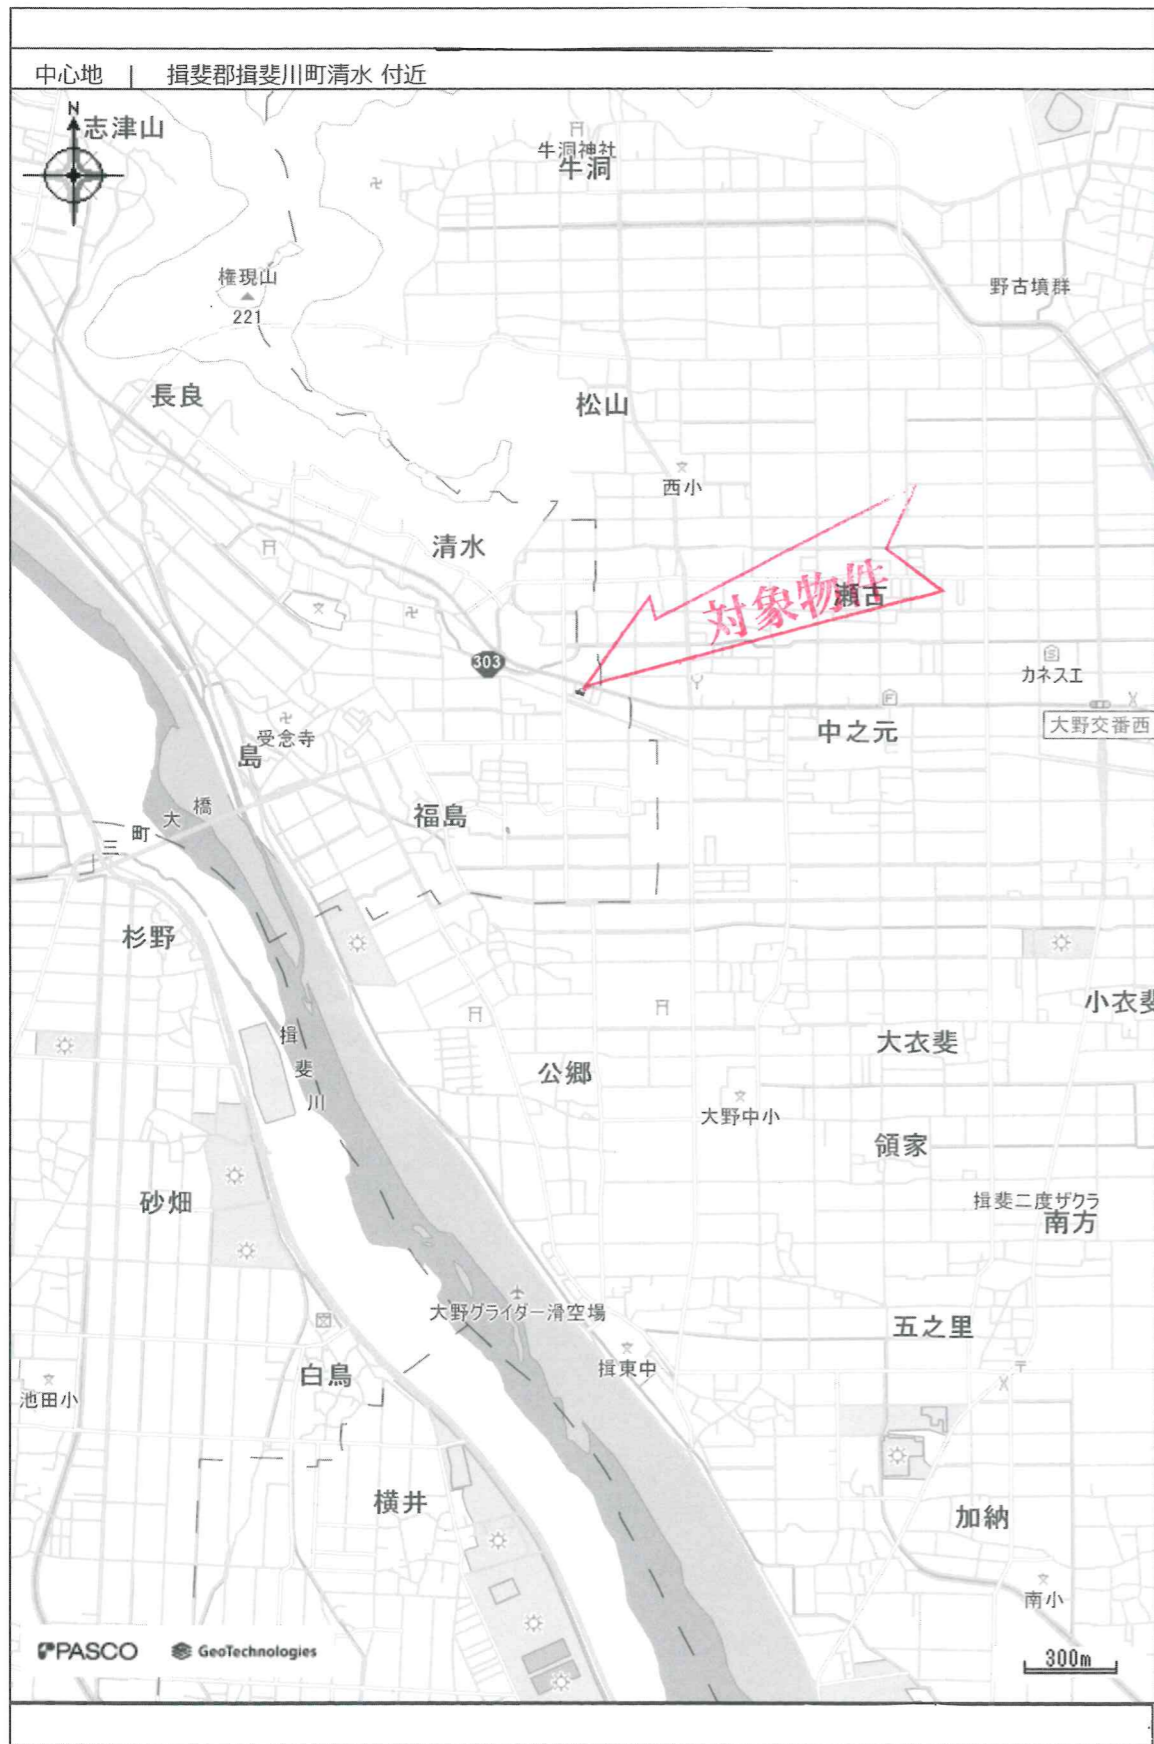 中心地 | 揖斐郡揖斐川町清水 付近
N
志津山
牛洞神社
牛洞
権現山
221
野古墳群
長良
松山
西小
清水
対象物件
瀬古
303
カネスエ
受念寺
島
中之元
大野交番西
福島
三町大橋
杉野
小衣斐
揖斐川
公郷
大衣斐
大野中小
領家
砂畑
揖斐二度ザクラ
南方
大野グライダー滑空場
五之里
揖東中
白鳥
池田小
横井
加納
南小
PASCO
GeoTechnologies
300m